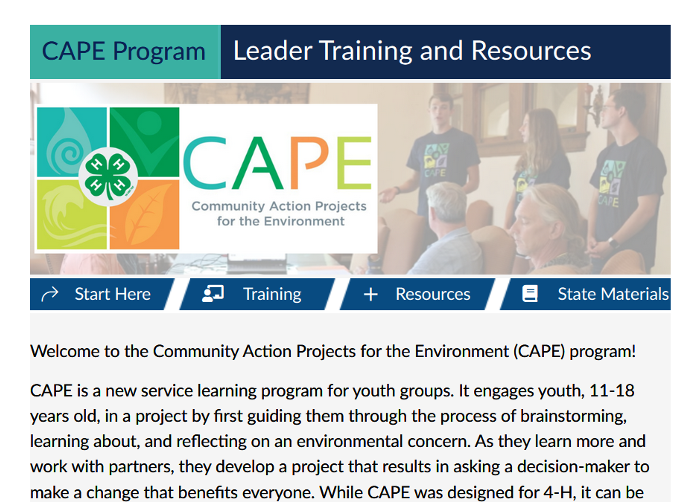 CAPE Program
Leader Training and Resources
H H
H H
CAPE
Community Action Projects
for the Environment
CAPE
CAPE
Start Here
Training
Resources
State Materials
Welcome to the Community Action Projects for the Environment (CAPE) program!
CAPE is a new service learning program for youth groups. It engages youth, 11-18
years old, in a project by first guiding them through the process of brainstorming,
learning about, and reflecting on an environmental concern. As they learn more and
work with partners, they develop a project that results in asking a decision-maker to
make a change that benefits everyone. While CAPE was designed for 4-H, it can be